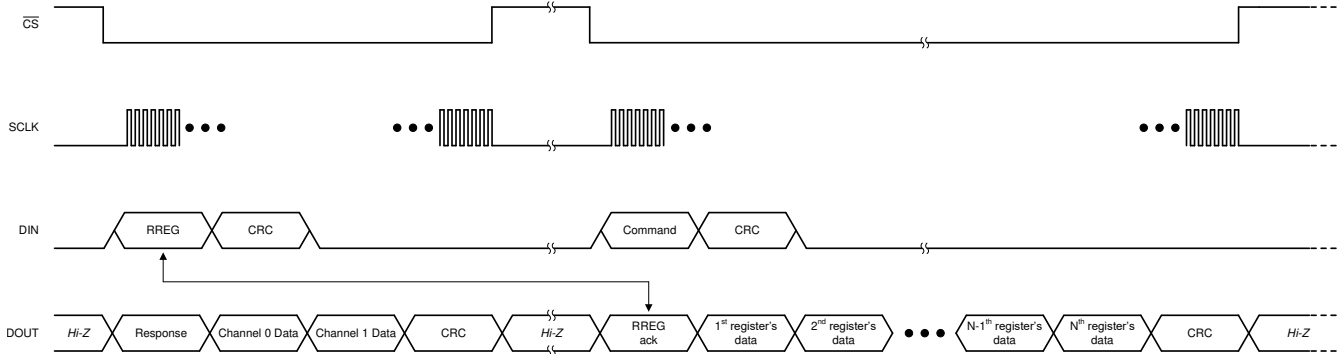 CS
SCLK
DIN
RREG
CRC
Command
CRC
DOUT
Hi-Z
Response
Channel 0 Data
Channel 1 Data
CRC
Hi-Z
RREG
ack
1st register's
data
2nd register's
data
N-1th register's
data
Nth register's
data
CRC
Hi-Z